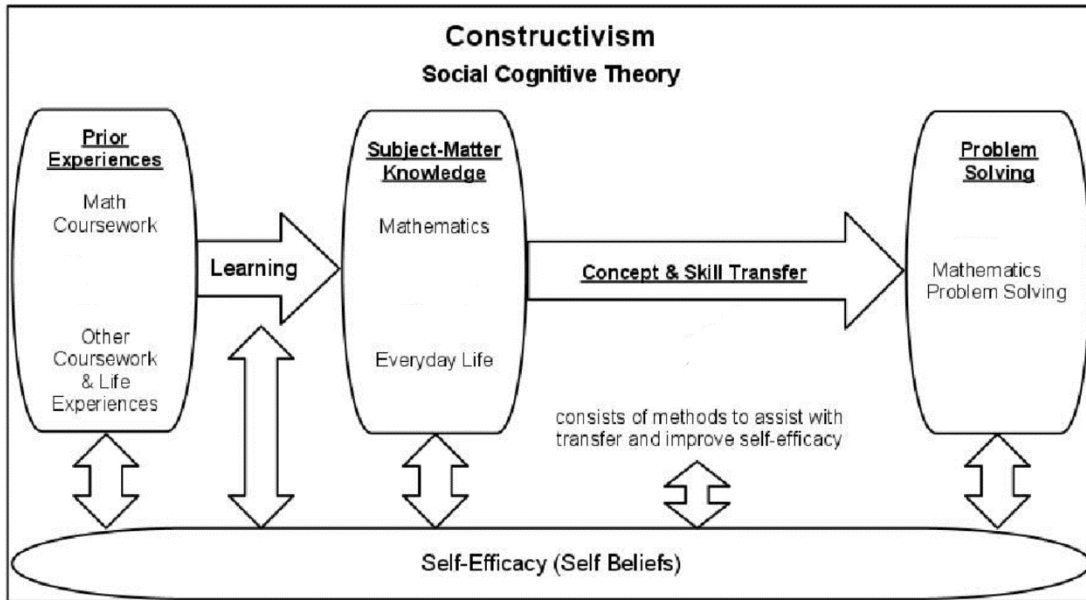 Constructivism
Social Cognitive Theory
Prior
Experiences
Math
Coursework
Other
Coursework
& Life
Experiences
Learning
Subject-Matter
Knowledge
Mathematics
Everyday Life
Concept & Skill Transfer
consists of methods to assist with
transfer and improve self-efficacy
Problem
Solving
Mathematics
Problem Solving
Self-Efficacy (Self Beliefs)